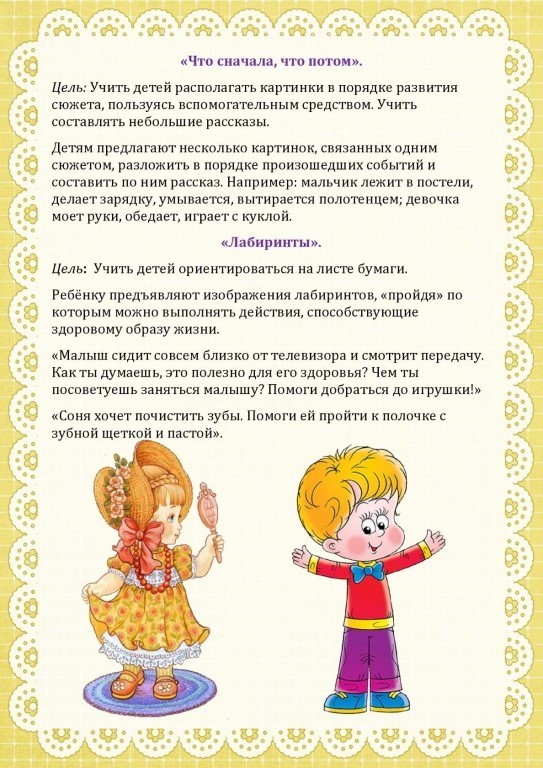 «Что сначала, что потом».
Цель: Учить детей располагать картинки в порядке развития
сюжета, пользуясь вспомогательным средством. Учить
составлять небольшие рассказы.
Детям предлагают несколько картинок, связанных одним
сюжетом, разложить в порядке произошедших событий и
составить по ним рассказ. Например: мальчик лежит в постели,
делает зарядку, умывается, вытирается полотенцем; девочка
моет руки, обедает, играет с куклой.
«Лабиринты».
Цель: Учить детей ориентироваться на листе бумаги.
Ребёнку предъявляют изображения лабиринтов, «пройдя» по
которым можно выполнять действия, способствующие
здоровому образу жизни.
«Малыш сидит совсем близко от телевизора и смотрит передачу.
Как ты думаешь, это полезно для его здоровья? Чем ты
посоветуешь заняться малышу? Помоги добраться до игрушки!»
«Соня хочет почистить зубы. Помоги ей пройти к полочке с
зубной щеткой и пастой».